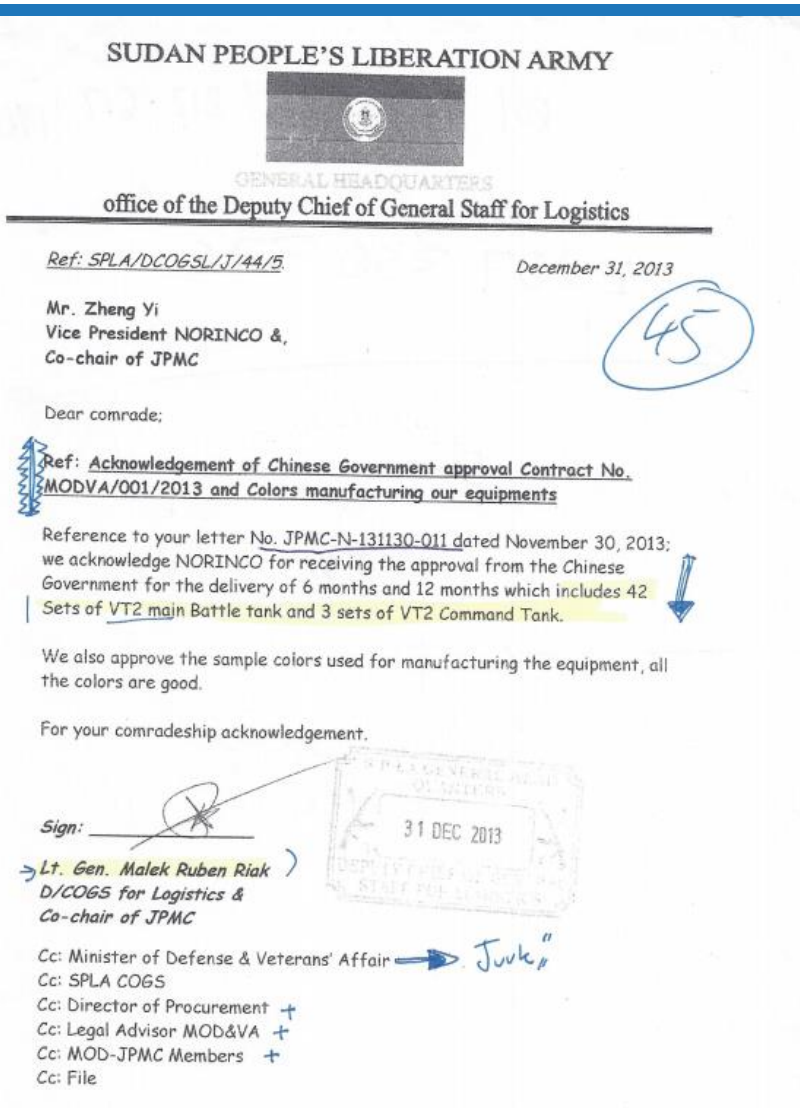 SUDAN PEOPLE'S LIBERATION ARMY
GENERAL HEADQUARTERS
office of the Deputy Chief of General Staff for Logistics
Ref: SPLA/DCOGSL/J/44/5.
December 31, 2013
45
Mr. Zheng Yi
Vice President NORINCO &,
Co-chair of JPMC
Dear comrade;
Ref: Acknowledgement of Chinese Government approval Contract No.
MODVA/001/2013 and Colors manufacturing our equipments
Reference to your letter No. JPMC-N-131130-011 dated November 30, 2013;
we acknowledge NORINCO for receiving the approval from the Chinese
Government for the delivery of 6 months and 12 months which includes 42
Sets of VT2 main Battle tank and 3 sets of VT2 Command Tank.
We also approve the sample colors used for manufacturing the equipment, all
the colors are good.
For your comradeship acknowledgement.
S.P.L.A GENERAL HEAD
QUARTERS
31 DEC 2013
Sign:
Lt. Gen. Malek Ruben Riak
D/COGS for Logistics &
Co-chair of JPMC
Cc: Minister of Defense & Veterans' Affair
Cc: SPLA COGS
Cc: Director of Procurement +
Cc: Legal Advisor MOD&VA +
Cc: MOD-JPMC Members +
Cc: File